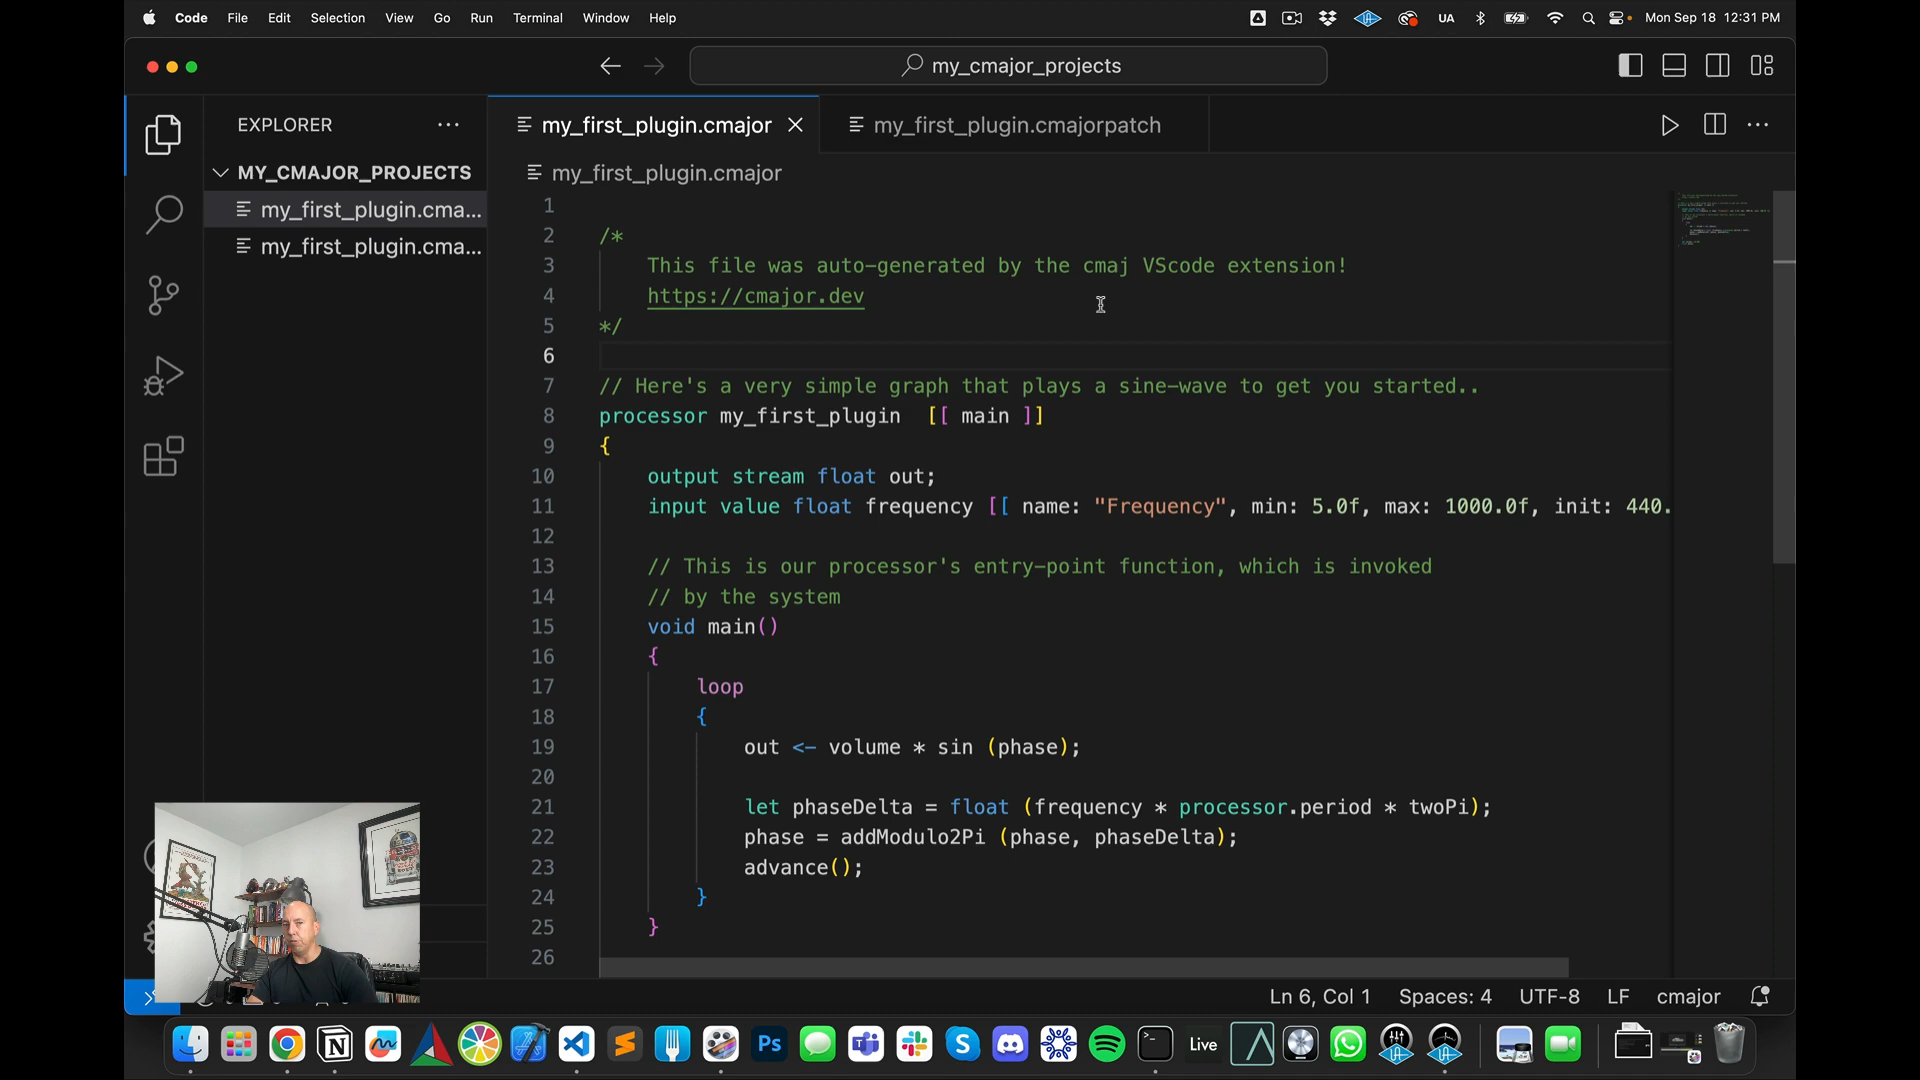 Code File Edit Selection View Go Run Terminal Window Help UA Mon Sep 18 12:31 PM
my_cmajor_projects
EXPLORER
my_first_plugin.cmajor
my_first_plugin.cmajorpatch
MY_CMAJOR_PROJECTS
my_first_plugin.cmajor
my_first_plugin.cma...
my_first_plugin.cma...
1
2 /*
3 This file was auto-generated by the cmaj VScode extension!
4 https://cmajor.dev
5 */
6
7 // Here's a very simple graph that plays a sine-wave to get you started..
8 processor my_first_plugin [[ main ]]
9 {
10 output stream float out;
11 input value float frequency [[ name: "Frequency", min: 5.0f, max: 1000.0f, init: 440.
12
13 // This is our processor's entry-point function, which is invoked
14 // by the system
15 void main()
16 {
17 loop
18 {
19 out <- volume * sin (phase);
20
21 let phaseDelta = float (frequency * processor.period * twoPi);
22 phase = addModulo2Pi (phase, phaseDelta);
23 advance();
24 }
25 }
26
Ln 6, Col 1 Spaces: 4 UTF-8 LF cmajor
Ps
Live